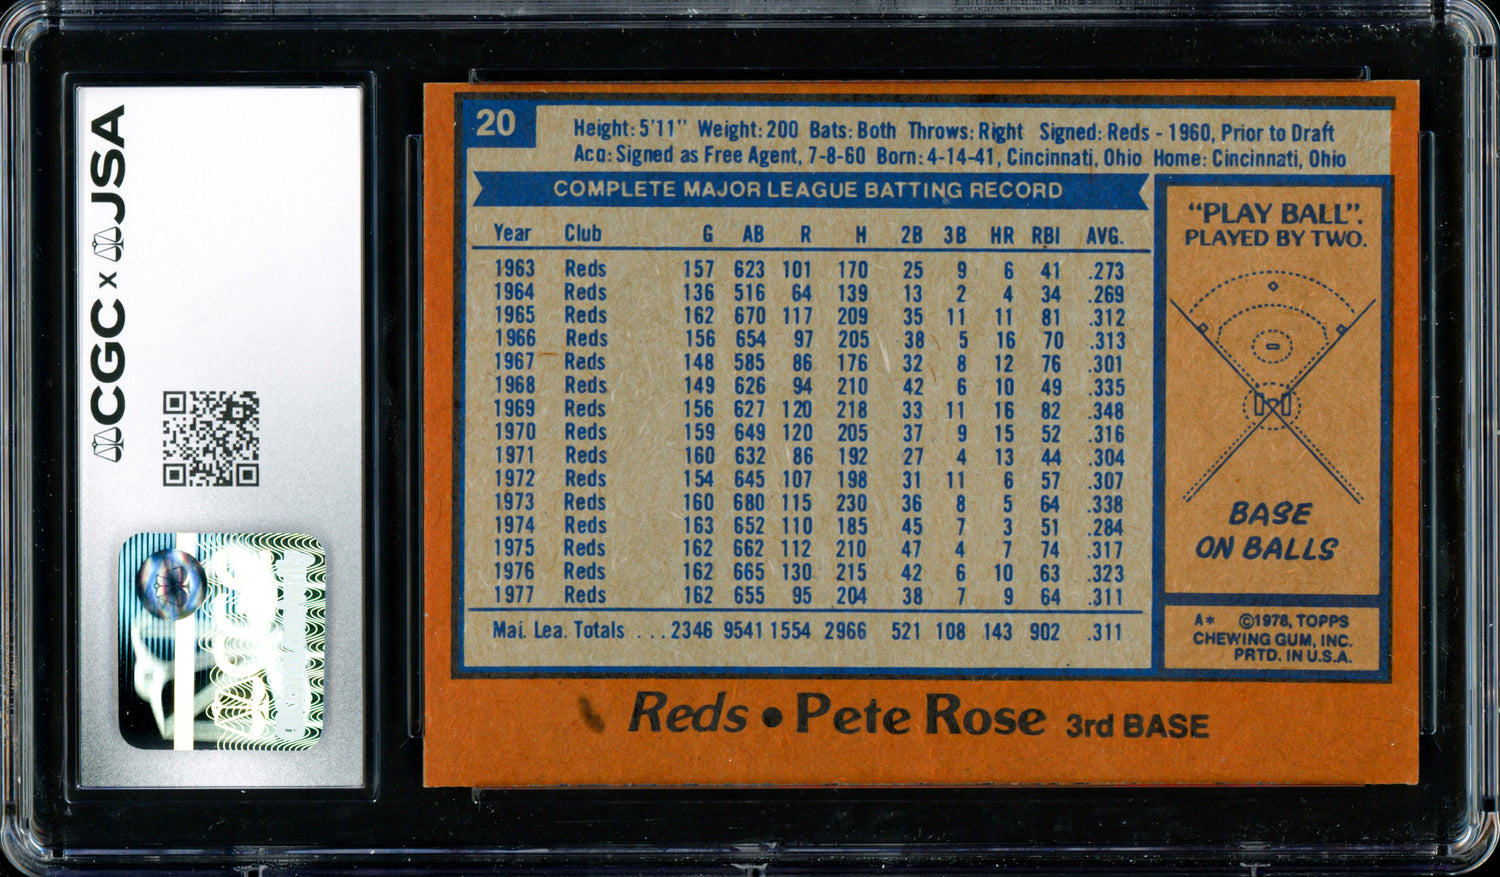 CGC x JSA
20
Height: 5'11" Weight: 200 Bats: Both Throws: Right Signed: Reds - 1960, Prior to Draft
Acq: Signed as Free Agent, 7-8-60 Born: 4-14-41, Cincinnati, Ohio Home: Cincinnati, Ohio
COMPLETE MAJOR LEAGUE BATTING RECORD
Year Club G AB R H 2B 3B HR RBI AVG.
1963 Reds 157 623 101 170 25 9 6 41 .273
1964 Reds 136 516 64 139 13 2 4 34 .269
1965 Reds 162 670 117 209 35 11 11 81 .312
1966 Reds 156 654 97 205 38 5 16 70 .313
1967 Reds 148 585 86 176 32 8 12 76 .301
1968 Reds 149 626 94 210 42 6 10 49 .335
1969 Reds 156 627 120 218 33 11 16 82 .348
1970 Reds 159 649 120 205 37 9 15 52 .316
1971 Reds 160 632 86 192 27 4 13 44 .304
1972 Reds 154 645 107 198 31 11 6 57 .307
1973 Reds 160 680 115 230 36 8 5 64 .338
1974 Reds 163 652 110 185 45 7 3 51 .284
1975 Reds 162 662 112 210 47 4 7 74 .317
1976 Reds 162 665 130 215 42 6 10 63 .323
1977 Reds 162 655 95 204 38 7 9 64 .311
Maj. Lea. Totals ...2346 9541 1554 2966 521 108 143 902 .311
"PLAY BALL".
PLAYED BY TWO.
BASE
ON BALLS
A* ©1978, TOPPS
CHEWING GUM, INC.
PRTD. IN U.S.A.
Reds • Pete Rose 3rd BASE